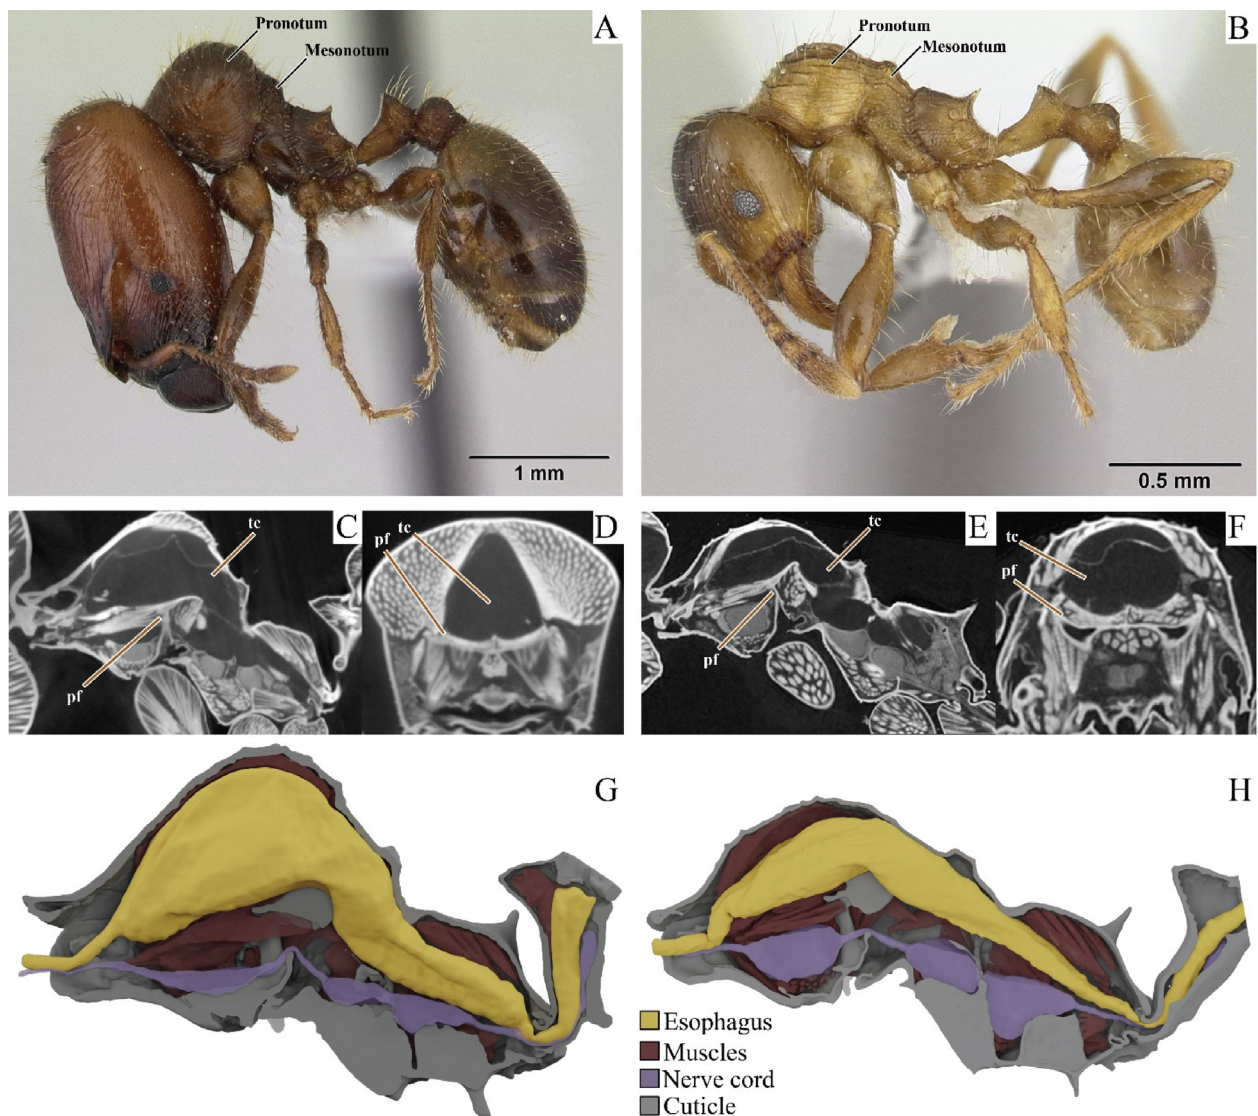 A
Pronotum
Mesonotum
1 mm
B
Pronotum
Mesonotum
0.5 mm
C
tc
pf
D
tc
pf
E
tc
pf
F
tc
pf
G
H
Esophagus
Muscles
Nerve cord
Cuticle